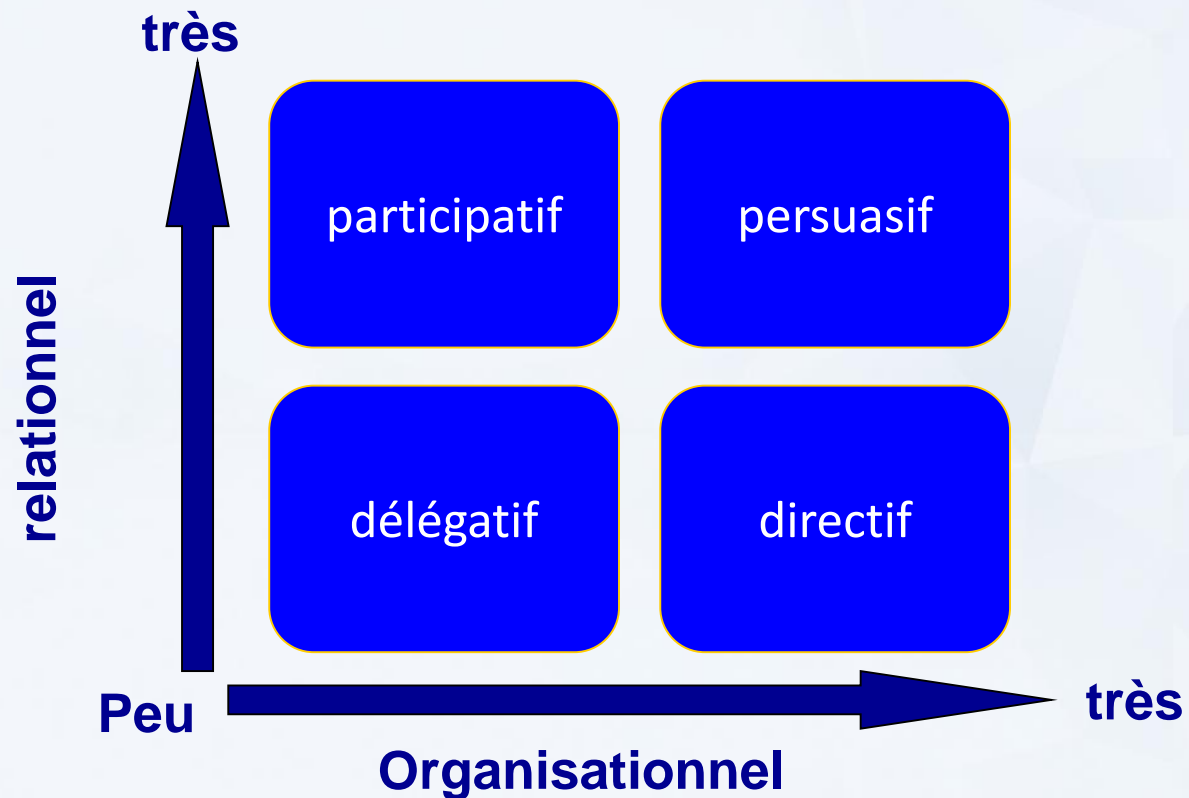 très
participatif
persuasif
relationnel
délégatif
directif
Peu
très
Organisationnel